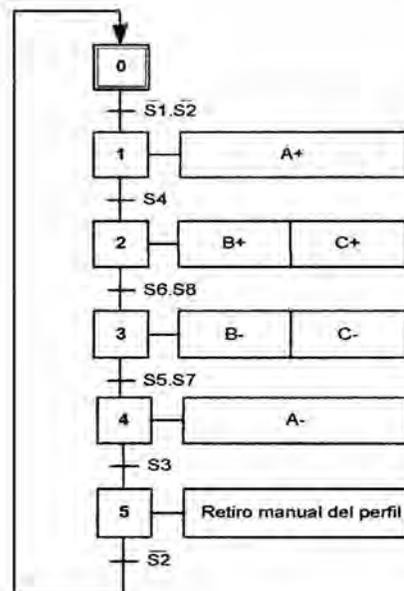 0
S̅1.S̅2
1 A+
S4
2 B+ C+
S6.S8
3 B- C-
S5.S7
4 A-
S3
5 Retiro manual del perfil
S̅2